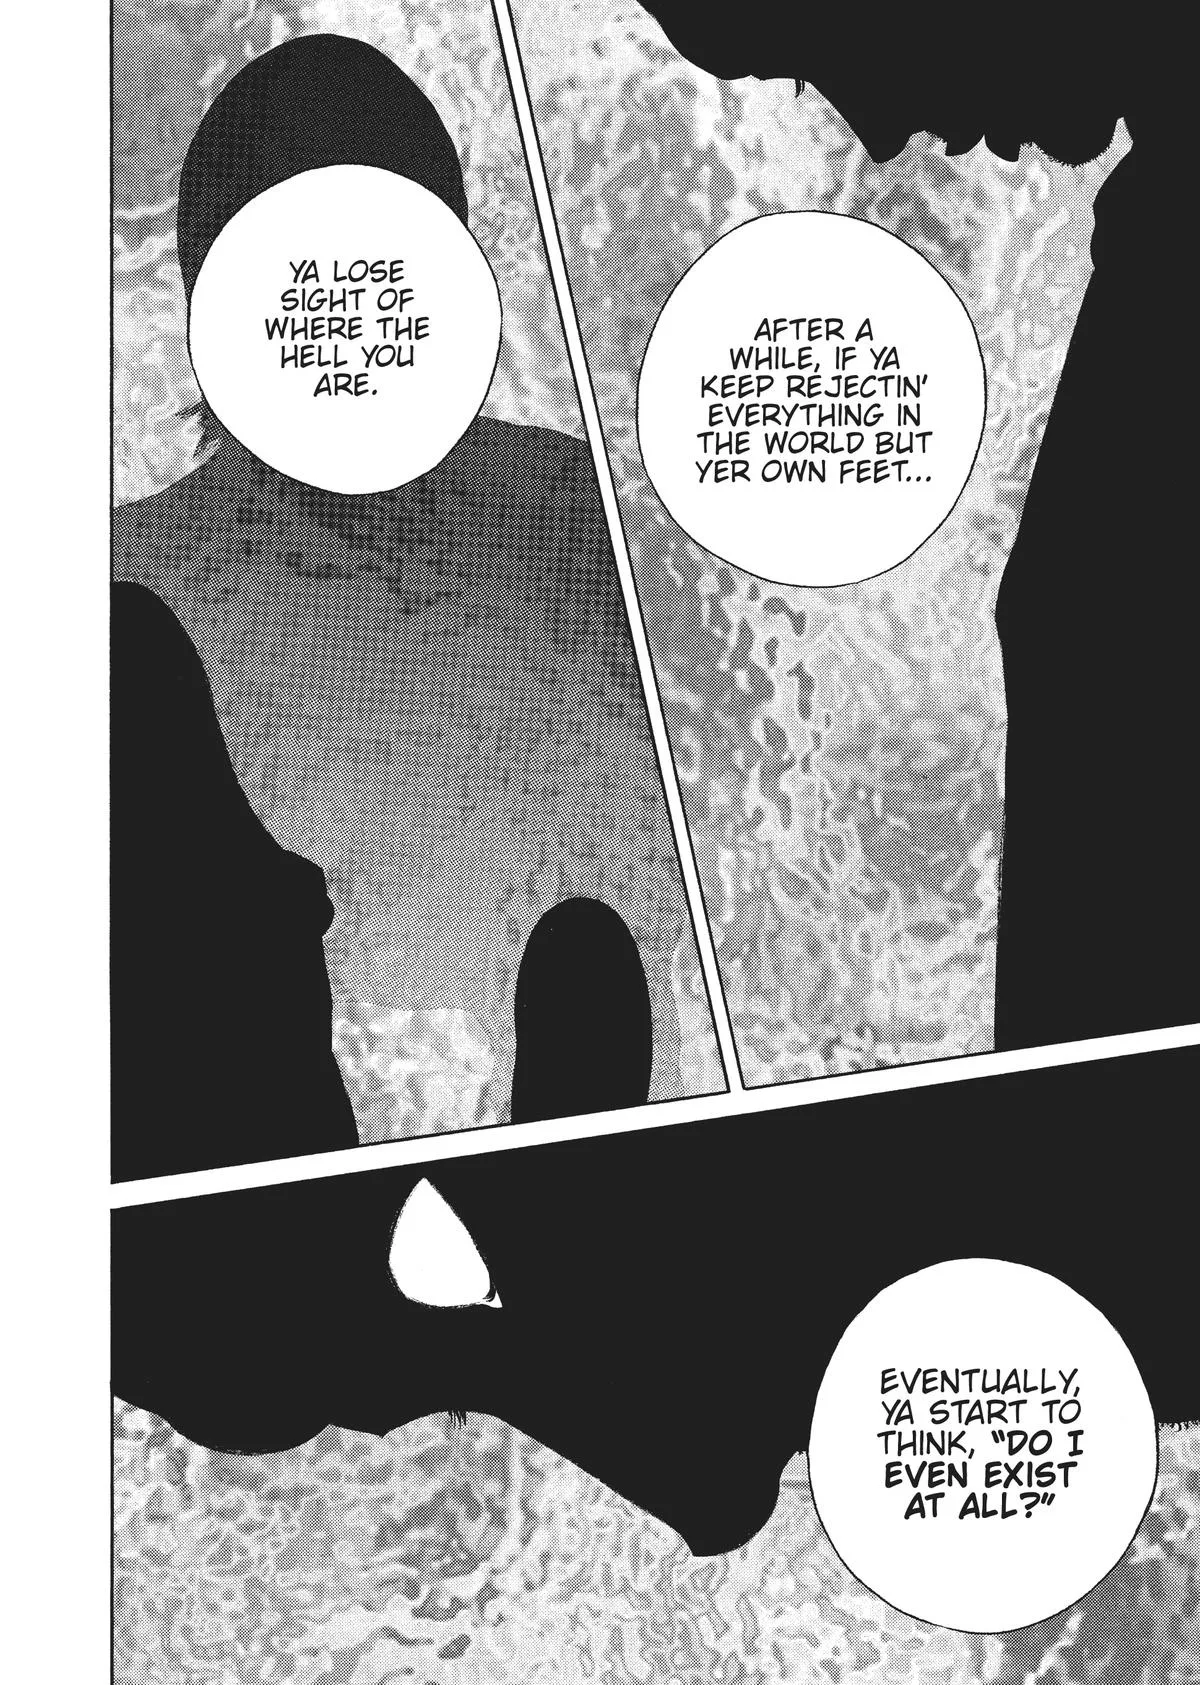 AFTER A
WHILE, IF YA
KEEP REJECTIN'
EVERYTHING IN
THE WORLD BUT
YER OWN FEET...
YA LOSE
SIGHT OF
WHERE THE
HELL YOU
ARE.
EVENTUALLY,
YA START TO
THINK, "DO I
EVEN EXIST
AT ALL?"